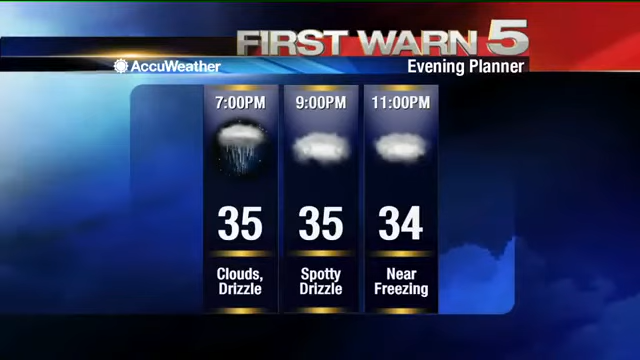 FIRST WARN 5
AccuWeather
Evening Planner
7:00PM 9:00PM 11:00PM
35 35 34
Clouds, Spotty Near
Drizzle Drizzle Freezing